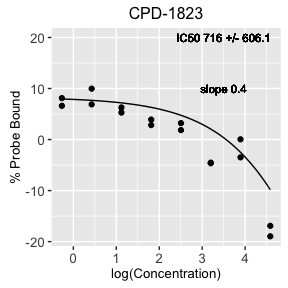 CPD-1823
IC50 716 +/- 606.1
slope 0.4
20
10
0
-10
-20
% Probe Bound
0 1 2 3 4
log(Concentration)